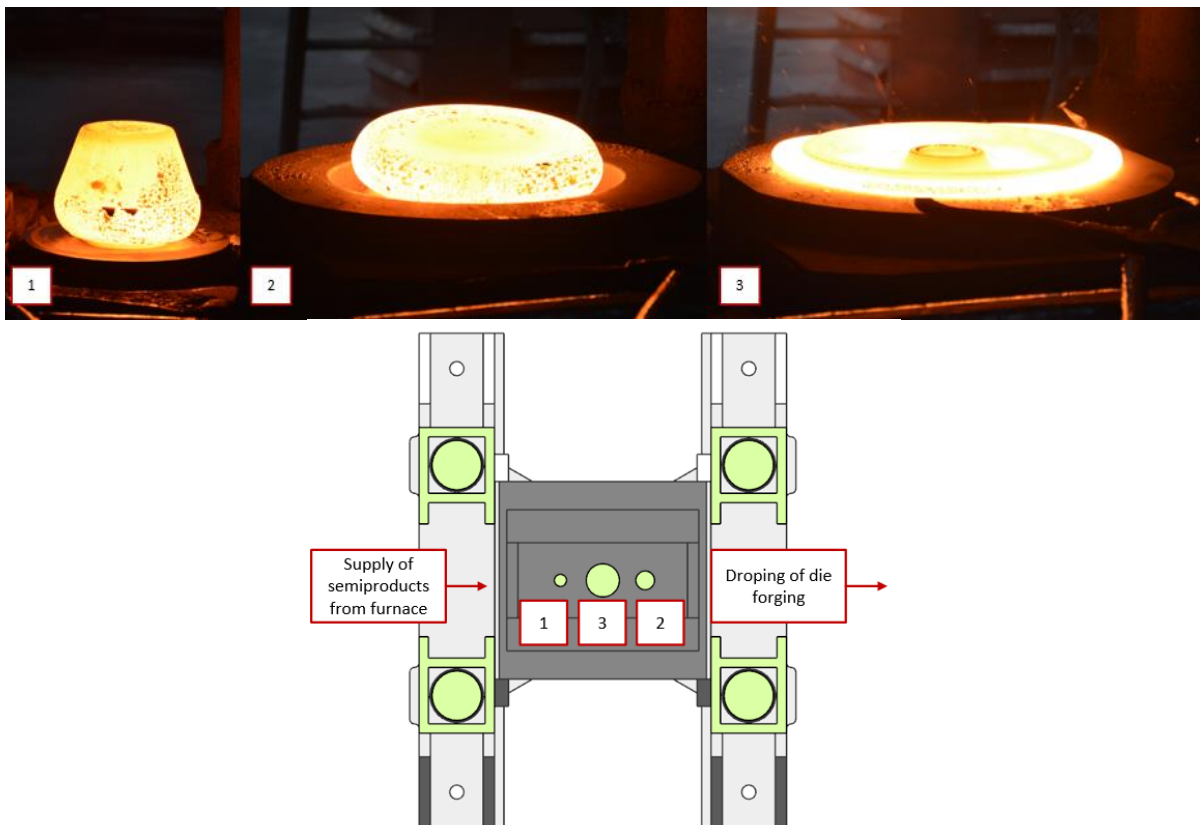 1
2
3
Supply of
semiproducts
from furnace
Droping of die
forging
1
3
2